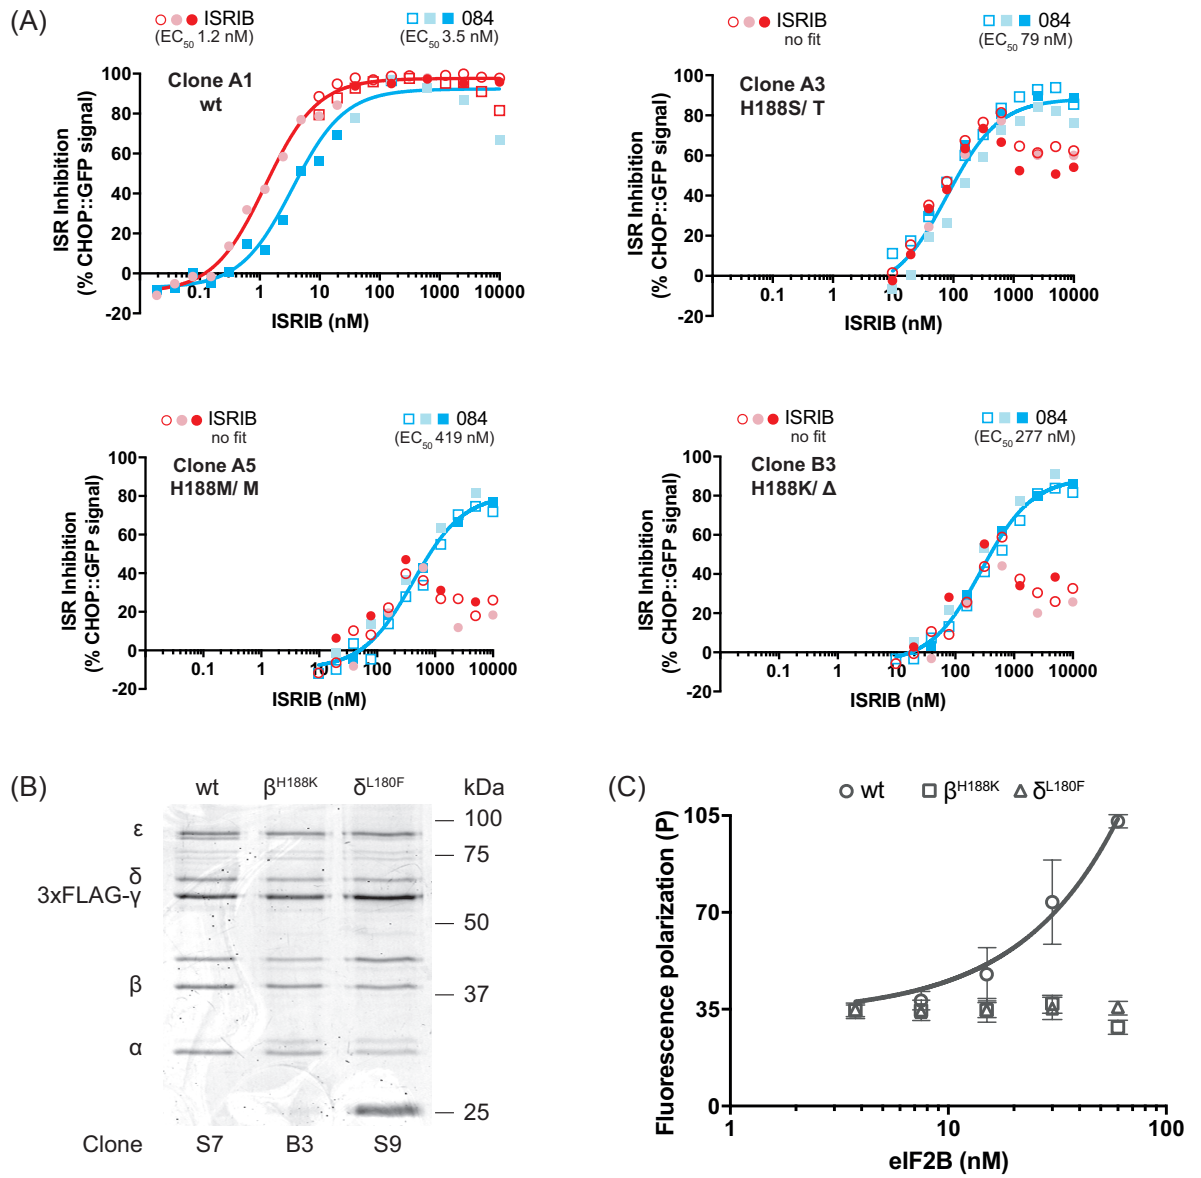 (A)
ISRIB
(EC50 1.2 nM)
084
(EC50 3.5 nM)
Clone A1
wt
ISR Inhibition
(% CHOP::GFP signal)
100
80
60
40
20
0
-20
0.1
1
10
100
1000
10000
ISRIB (nM)
ISRIB
no fit
084
(EC50 79 nM)
Clone A3
H188S/ T
ISR Inhibition
(% CHOP::GFP signal)
100
80
60
40
20
0
-20
0.1
1
10
100
1000
10000
ISRIB (nM)
ISRIB
no fit
084
(EC50 419 nM)
Clone A5
H188M/ M
ISR Inhibition
(% CHOP::GFP signal)
100
80
60
40
20
0
-20
0.1
1
10
100
1000
10000
ISRIB (nM)
ISRIB
no fit
084
(EC50 277 nM)
Clone B3
H188K/ Δ
ISR Inhibition
(% CHOP::GFP signal)
100
80
60
40
20
0
-20
0.1
1
10
100
1000
10000
ISRIB (nM)
(B)
wt βH188K δL180F kDa
ε
δ
3xFLAG-γ
β
α
100
75
50
37
25
Clone S7 B3 S9
(C)
wt βH188K δL180F
Fluorescence polarization (P)
105
70
35
0
1
10
100
eIF2B (nM)